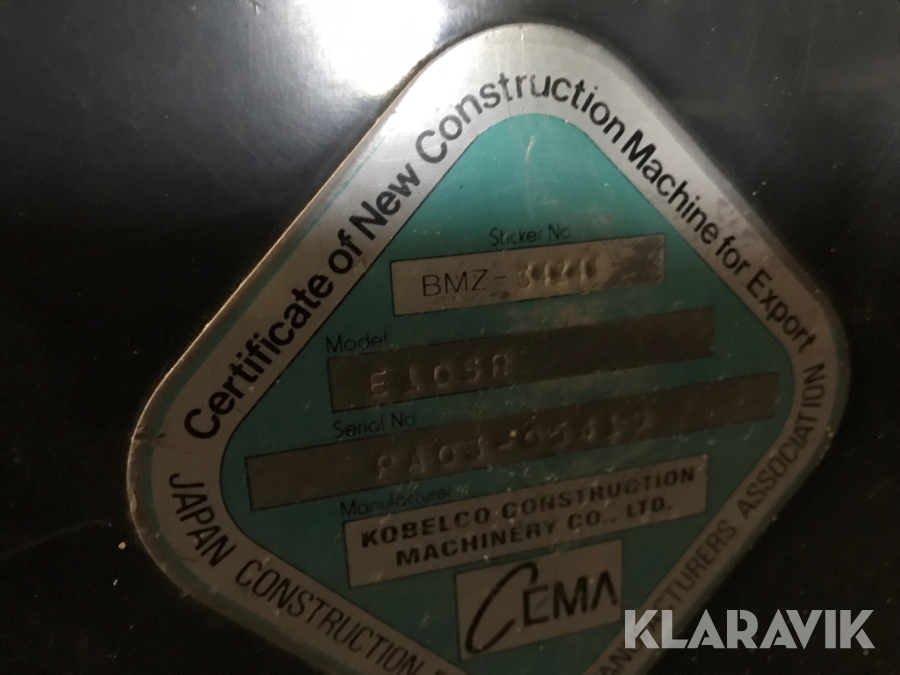 Certificate of New Construction Machine for Export
Sticker No.
BMZ-
Model
Serial No.
Manufacturer
KOBELCO CONSTRUCTION
MACHINERY CO., LTD.
CEMA
JAPAN CONSTRUCTION
ASSOCIATION
KLARAVIK